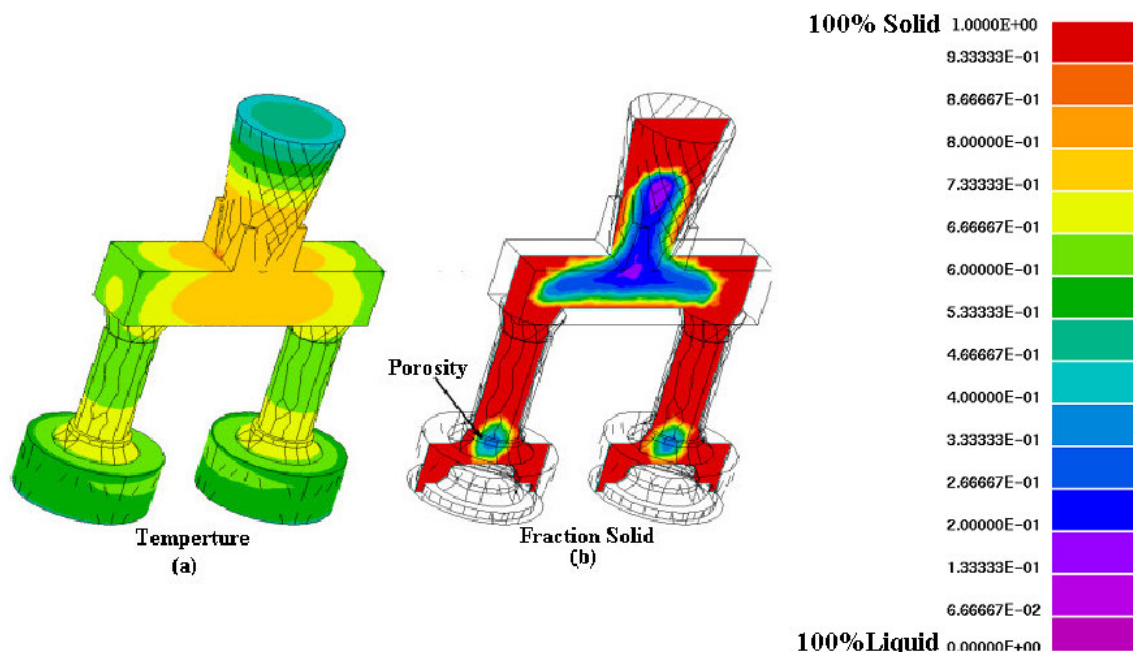 100% Solid 1.0000E+00
9.33333E-01
8.66667E-01
8.00000E-01
7.33333E-01
6.66667E-01
6.00000E-01
5.33333E-01
4.66667E-01
4.00000E-01
3.33333E-01
2.66667E-01
2.00000E-01
1.33333E-01
6.66667E-02
100%Liquid 0.00000E+00
Porosity
Temperture
(a)
Fraction Solid
(b)